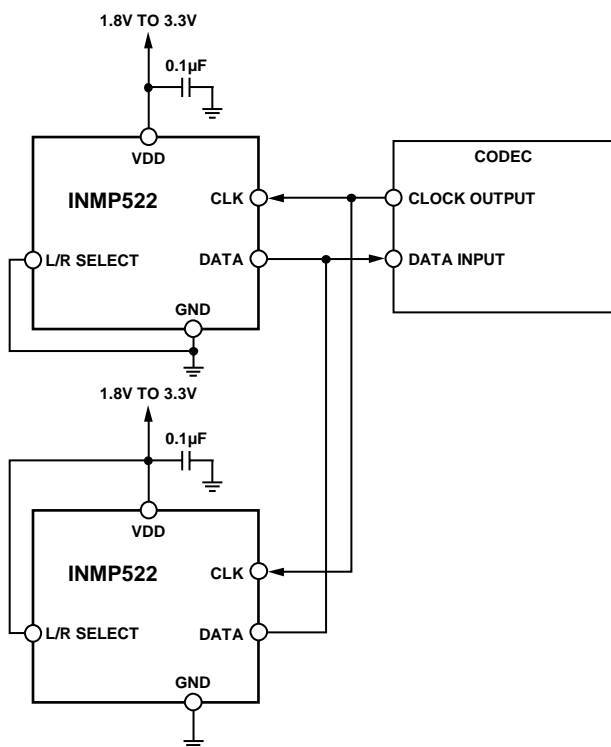 1.8V TO 3.3V
0.1µF
VDD
CODEC
INMP522
CLK
CLOCK OUTPUT
L/R SELECT
DATA
DATA INPUT
GND
1.8V TO 3.3V
0.1µF
VDD
INMP522
CLK
L/R SELECT
DATA
GND